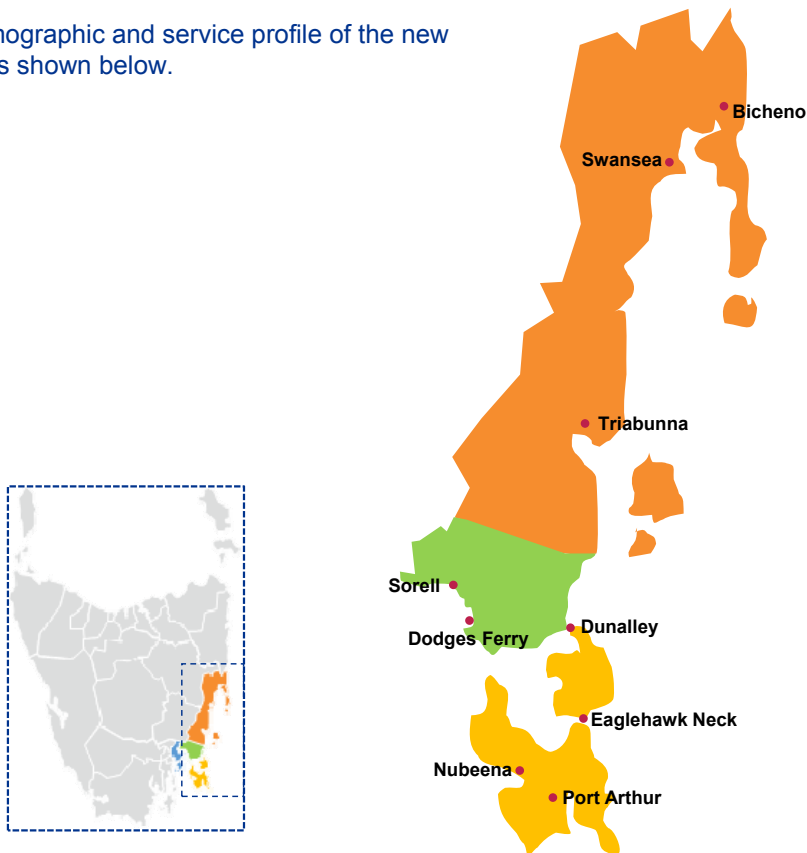 nographic and service profile of the new
s shown below.
Bicheno
Swansea
Triabunna
Sorell
Dodges Ferry
Dunalley
Eaglehawk Neck
Nubeena
Port Arthur